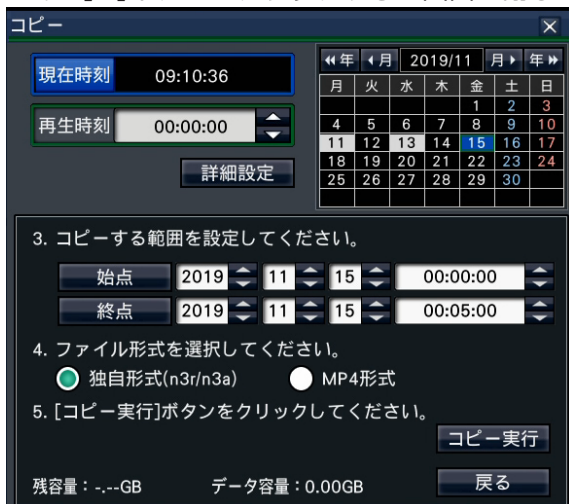 コピー
現在時刻 09:10:36
再生時刻 00:00:00
詳細設定
年 月 2019/11 月 年
月 火 水 木 金 土 日
1 2 3
4 5 6 7 8 9 10
11 12 13 14 15 16 17
18 19 20 21 22 23 24
25 26 27 28 29 30
3. コピーする範囲を設定してください。
始点 2019 11 15 00:00:00
終点 2019 11 15 00:05:00
4. ファイル形式を選択してください。
独自形式(n3r/n3a) MP4形式
5. [コピー実行]ボタンをクリックしてください。
コピー実行
残容量：-.--GB データ容量：0.00GB 戻る